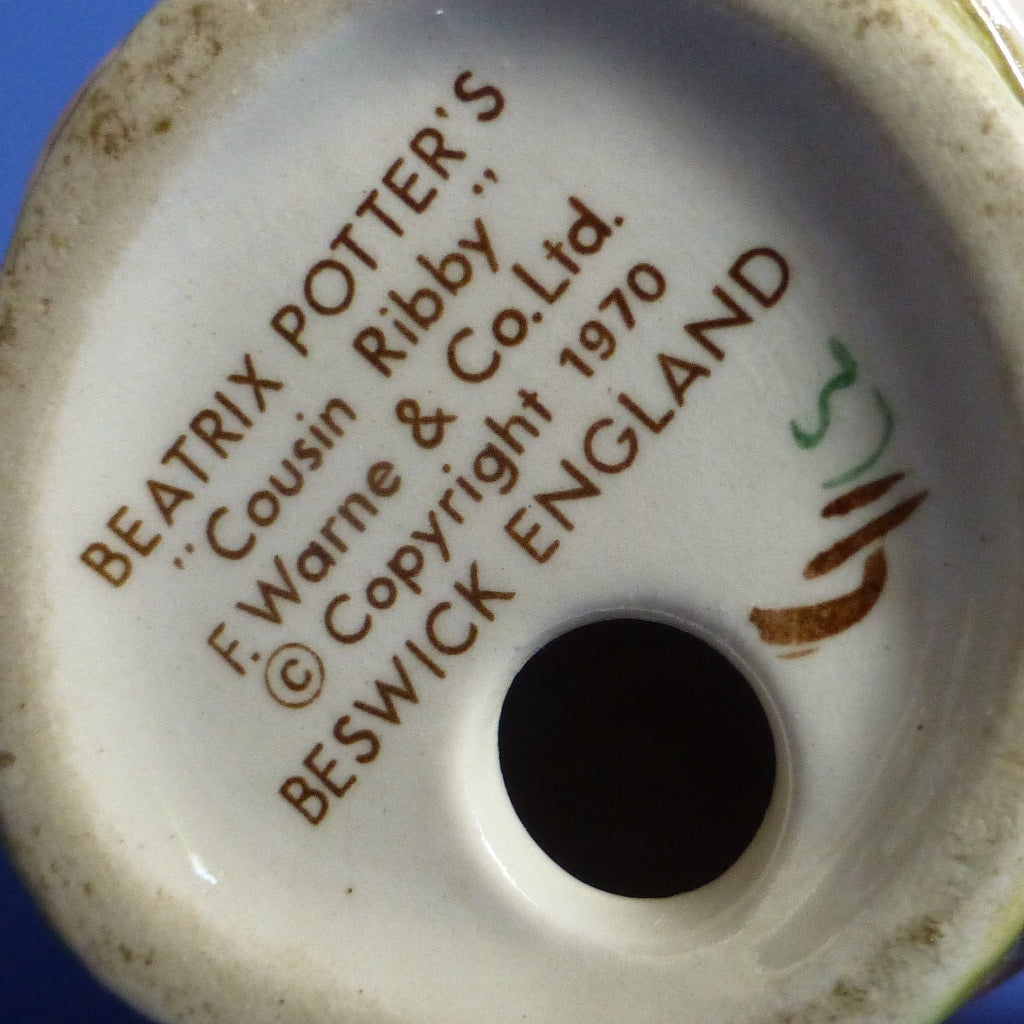 BEATRIX POTTER'S
"Cousin Ribby"
F. Warne & Co.Ltd.
© Copyright 1970
BESWICK ENGLAND